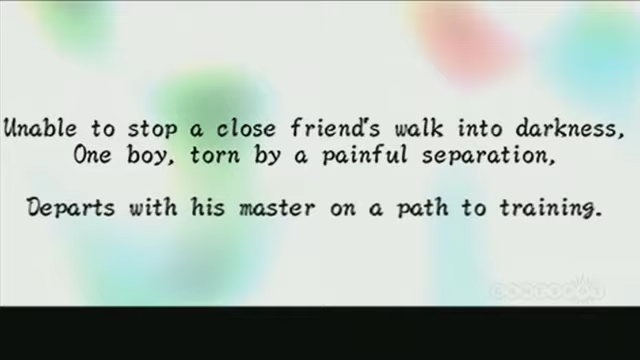 Unable to stop a close friend's walk into darkness,
One boy, torn by a painful separation,
Departs with his master on a path to training.
GAMESPOT